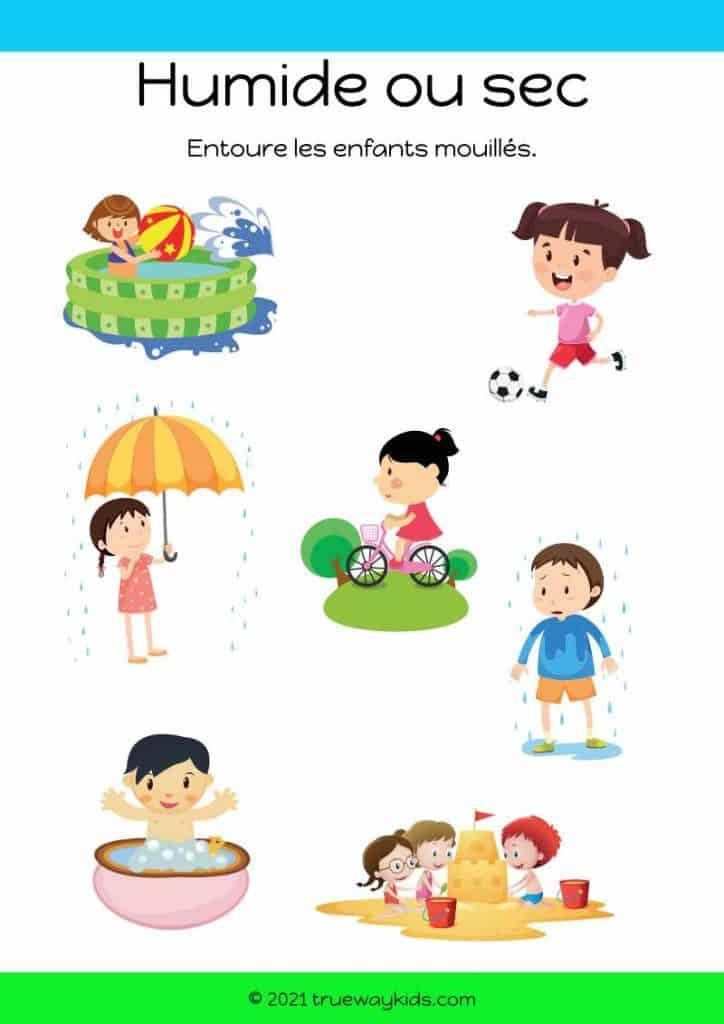 Humide ou sec
Entoure les enfants mouillés.
© 2021 truewaykids.com